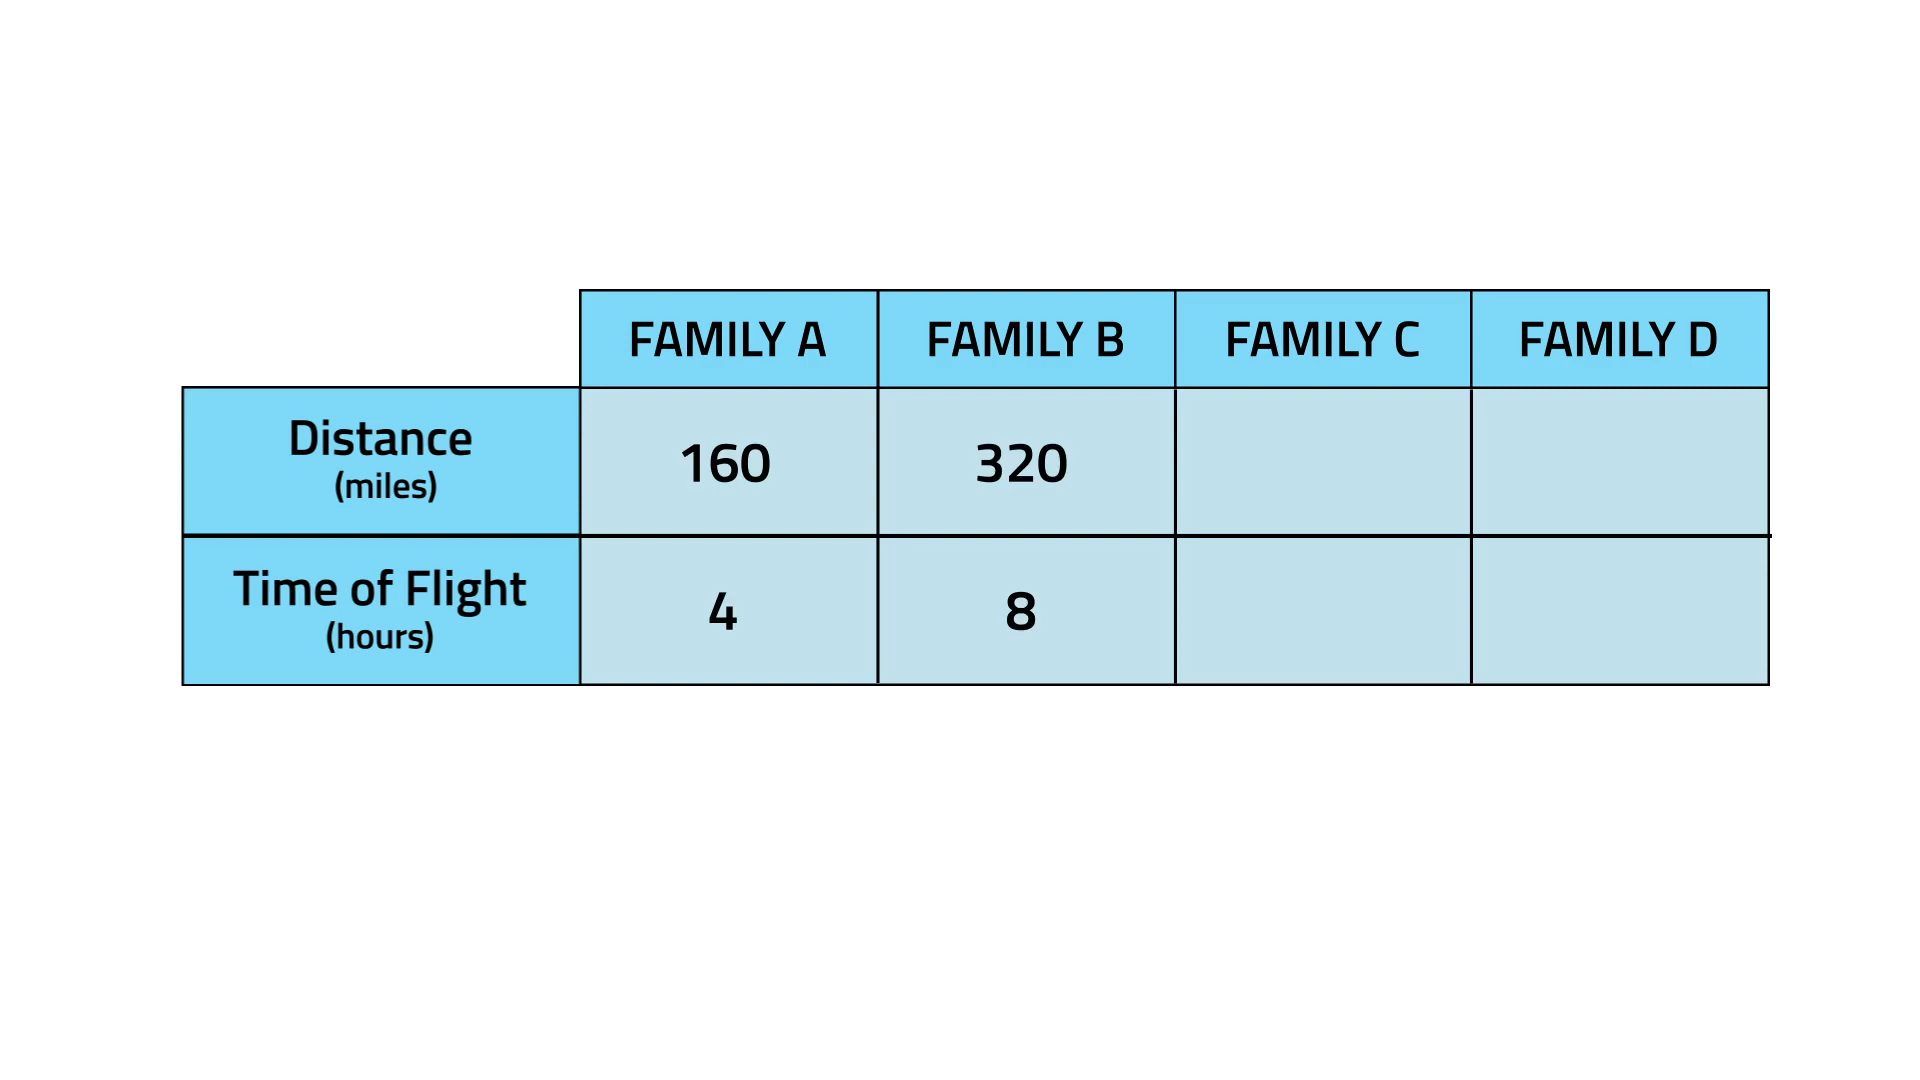 FAMILY A FAMILY B FAMILY C FAMILY D
Distance
(miles)
160 320
Time of Flight
(hours)
4 8